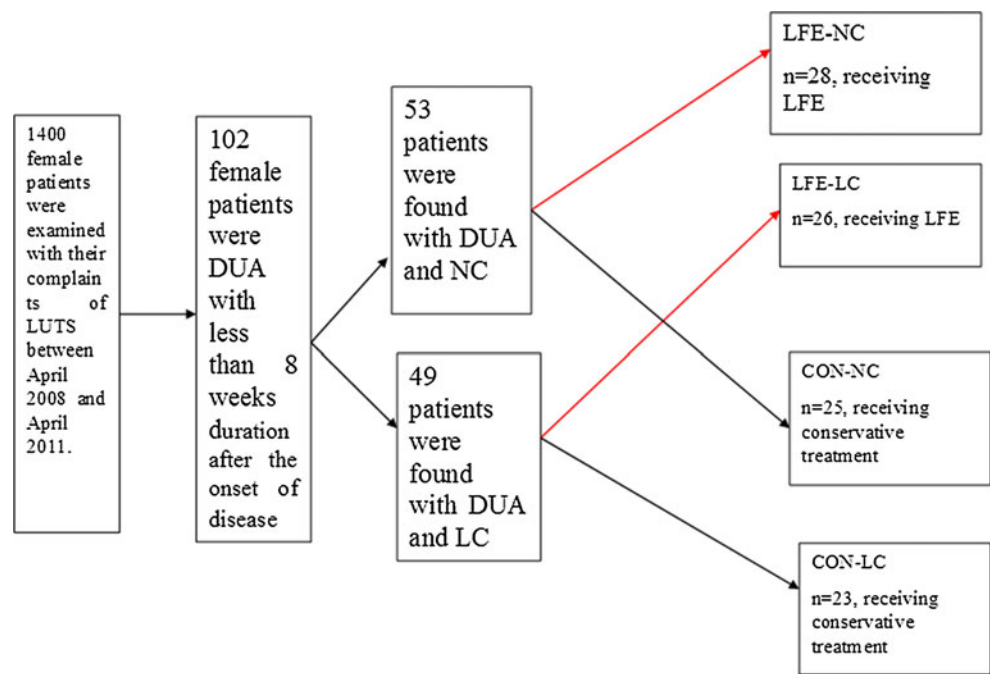 1400
female
patients
were
examined
with their
complain
ts of
LUTS
between
April
2008 and
April
2011.
102
female
patients
were
DUA
with
less
than 8
weeks
duration
after the
onset of
disease
53
patients
were
found
with DUA
and NC
49
patients
were
found
with DUA
and LC
LFE-NC
n=28, receiving
LFE
LFE-LC
n=26, receiving LFE
CON-NC
n=25, receiving
conservative
treatment
CON-LC
n=23, receiving
conservative
treatment